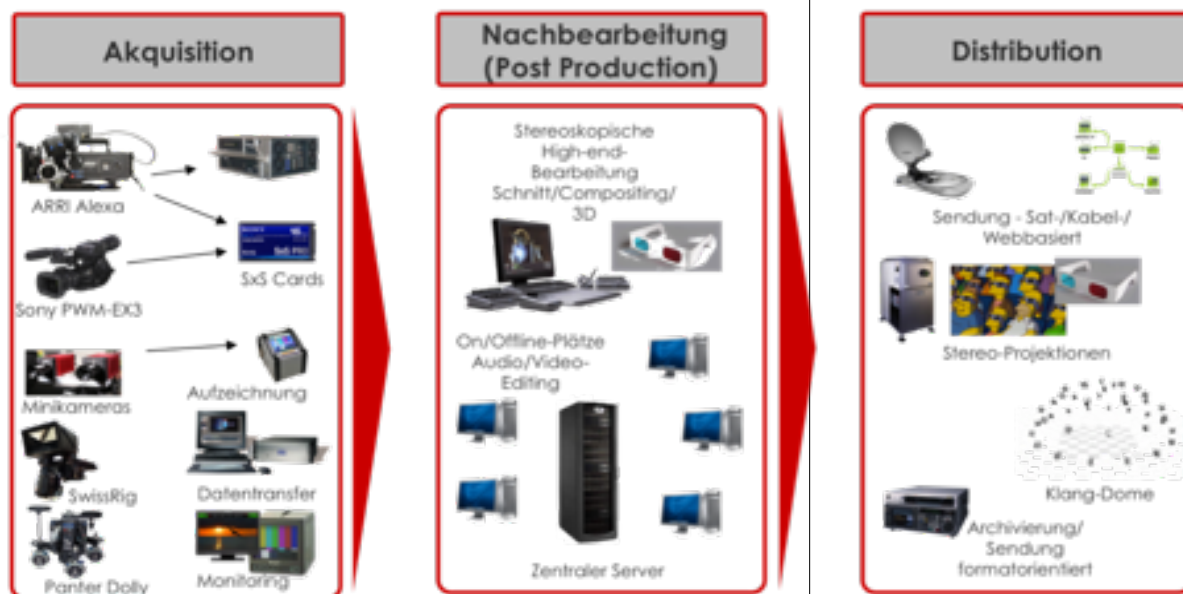 Akquisition
ARRI Alexa
SxS Cards
Sony PWM-EX3
Aufzeichnung
Minikameras
SwissRig
Datentransfer
Panter Dolly
Monitoring
Nachbearbeitung
(Post Production)
Stereoskopische
High-end-
Bearbeitung
Schnitt/Compositing/
3D
On/Offline-Plätze
Audio/Video-
Editing
Zentraler Server
Distribution
Sendung - Sat-/Kabel-/
Webbasiert
Stereo-Projektionen
Klang-Dome
Archivierung/
Sendung
formatorientiert